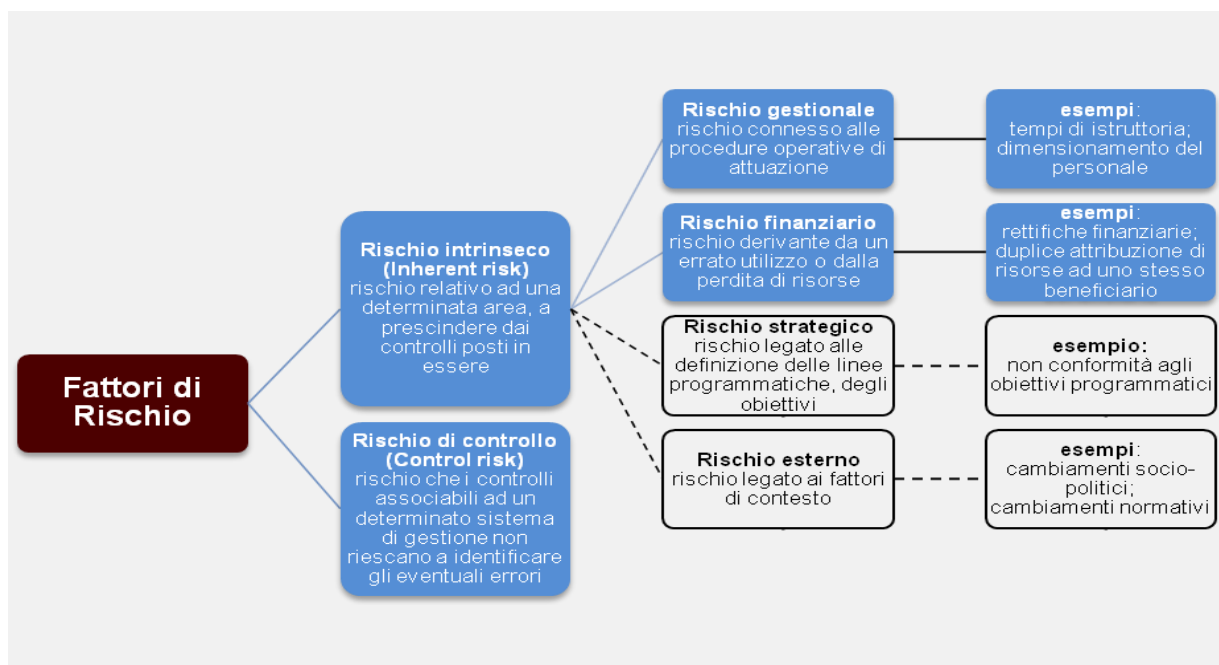 Fattori di
Rischio
Rischio intrinseco
(Inherent risk)
rischio relativo ad una
determinata area, a
prescindere dai
controlli posti in
essere
Rischio di controllo
(Control risk)
rischio che i controlli
associabili ad un
determinato sistema
di gestione non
riescano a identificare
gli eventuali errori
Rischio gestionale
rischio connesso alle
procedure operative di
attuazione
esempi:
tempi di istruttoria;
dimensionamento del
personale
Rischio finanziario
rischio derivante da un
errato utilizzo o dalla
perdita di risorse
esempi:
rettifiche finanziarie;
duplice attribuzione di
risorse ad uno stesso
beneficiario
Rischio strategico
rischio legato alle
definizione delle linee
programmatiche, degli
obiettivi
esempio:
non conformità agli
obiettivi programmatici
Rischio esterno
rischio legato ai fattori
di contesto
esempi:
cambiamenti socio-
politici;
cambiamenti normativi